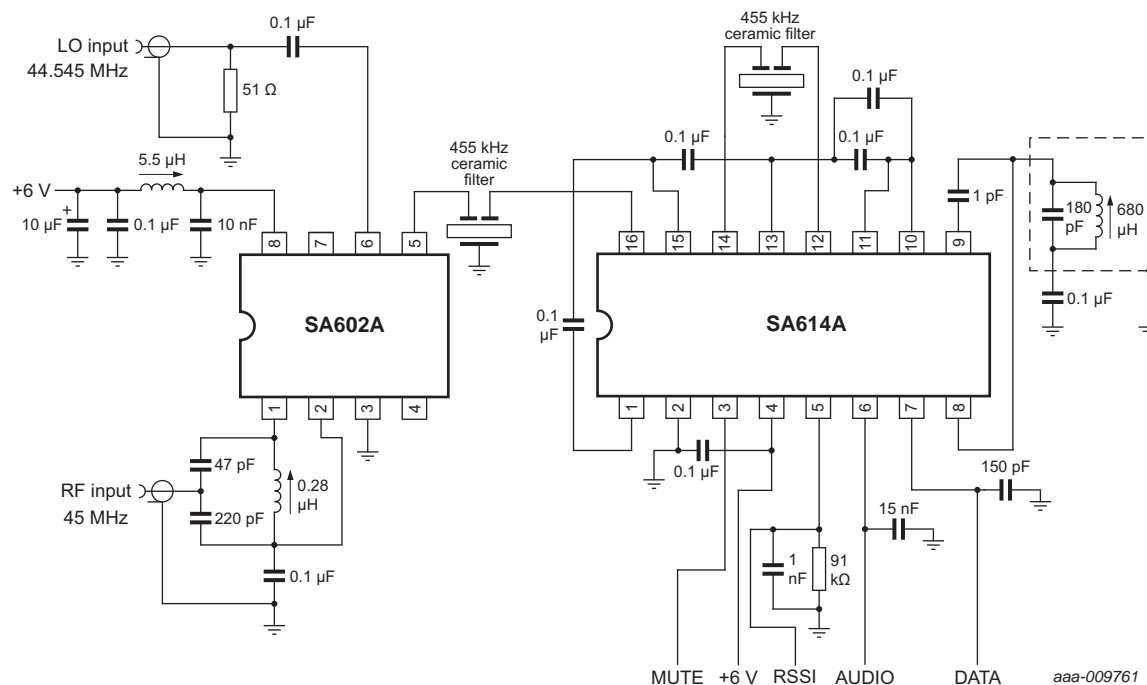 LO input
44.545 MHz
0.1 µF
51 Ω
5.5 µH
+6 V
10 µF
+
0.1 µF
10 nF
455 kHz
ceramic
filter
455 kHz
ceramic filter
0.1 µF
0.1 µF
0.1 µF
1 pF
180
pF
680
µH
0.1 µF
8
7
6
5
SA602A
1
2
3
4
0.1
µF
16
15
14
13
12
11
10
9
SA614A
1
2
3
4
5
6
7
8
47 pF
220 pF
0.28
µH
RF input
45 MHz
0.1 µF
0.1 µF
1
nF
91
kΩ
15 nF
150 pF
MUTE
+6 V
RSSI
AUDIO
DATA
aaa-009761